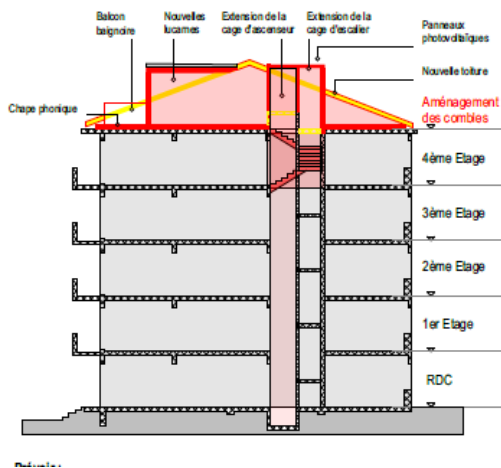 Balcon
baignoire
Nouvelles
lucarnes
Extension de la
cage d'ascenseur
Extension de la
cage d'escalier
Panneaux
photovoltaïques
Nouvelle toiture
Chape phonique
Aménagement
des combles
4ème Etage
3ème Etage
2ème Etage
1er Etage
RDC